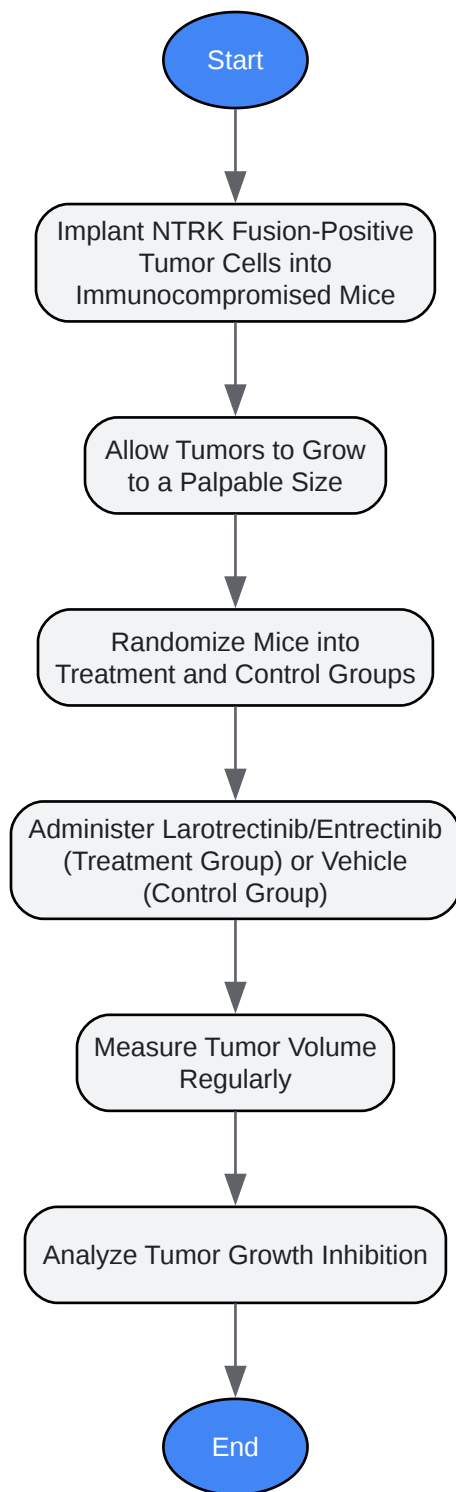 Start
Implant NTRK Fusion-Positive
Tumor Cells into
Immunocompromised Mice
Allow Tumors to Grow
to a Palpable Size
Randomize Mice into
Treatment and Control Groups
Administer Larotrectinib/Entrectinib
(Treatment Group) or Vehicle
(Control Group)
Measure Tumor Volume
Regularly
Analyze Tumor Growth Inhibition
End